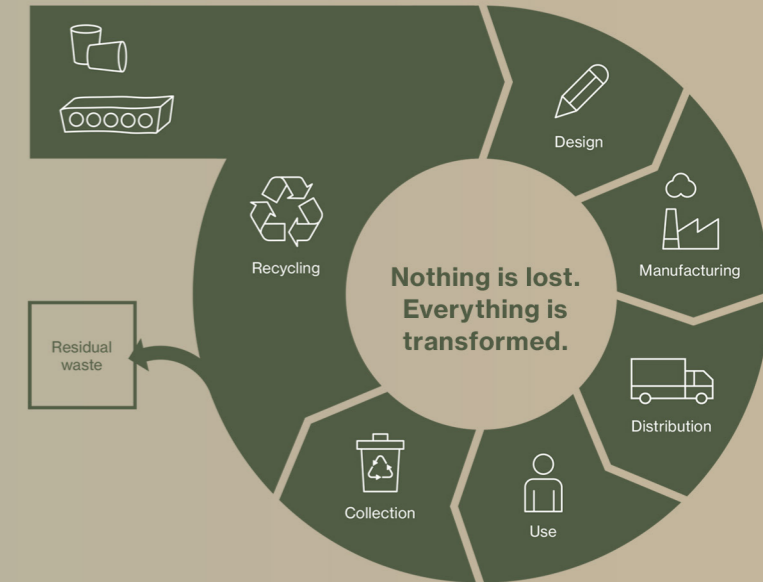 Design
Manufacturing
Recycling
Nothing is lost.
Everything is
transformed.
Residual
waste
Distribution
Collection
Use